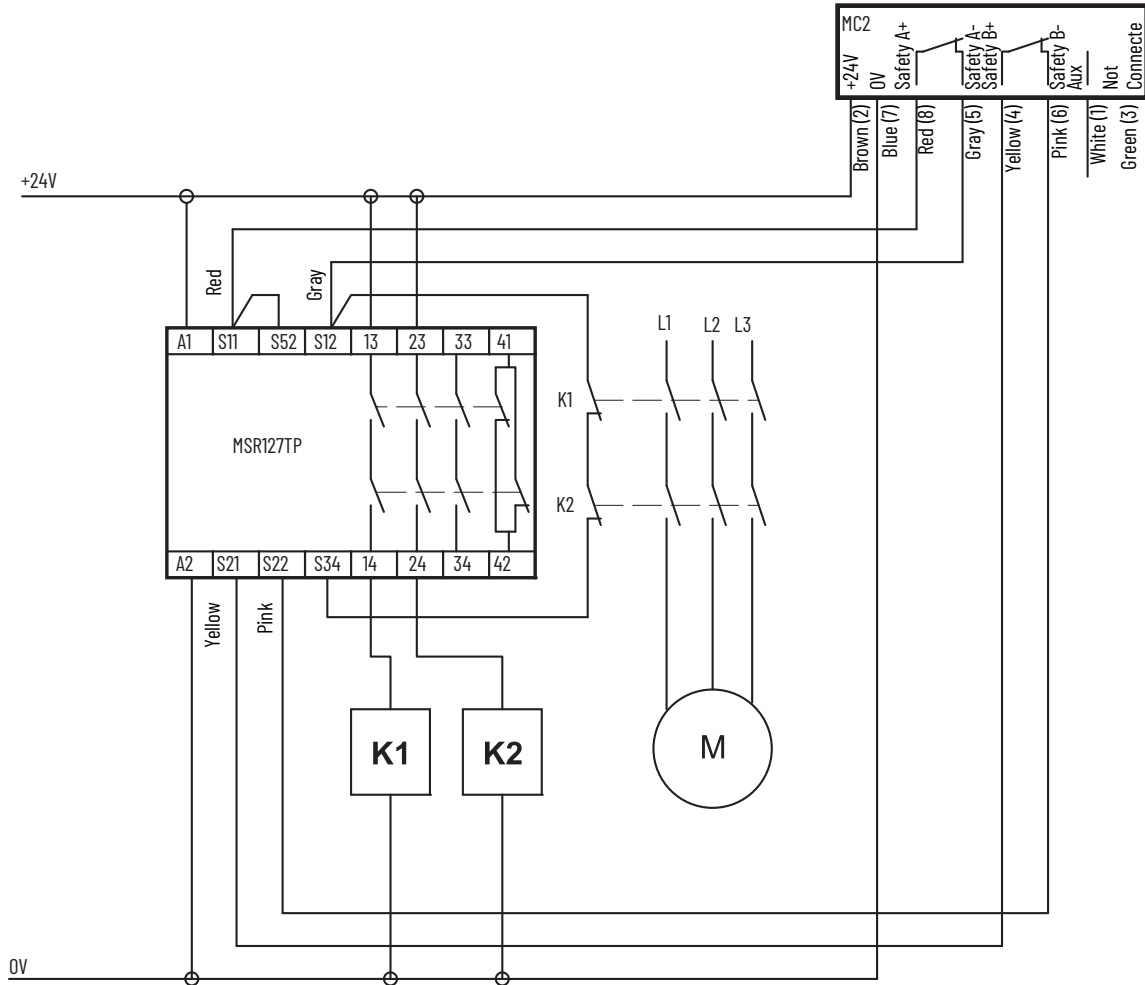 MC2
+24V
0V
Safety A+
Safety A-
Safety B+
Safety B-
Aux
Not
Connecte
Brown (2)
Blue (7)
Red (8)
Gray (5)
Yellow (4)
Pink (6)
White (1)
Green (3)
+24V
Red
Gray
L1 L2 L3
A1 S11 S52 S12 13 23 33 41
K1
MSR127TP
K2
A2 S21 S22 S34 14 24 34 42
Yellow
Pink
K1 K2 M
0V